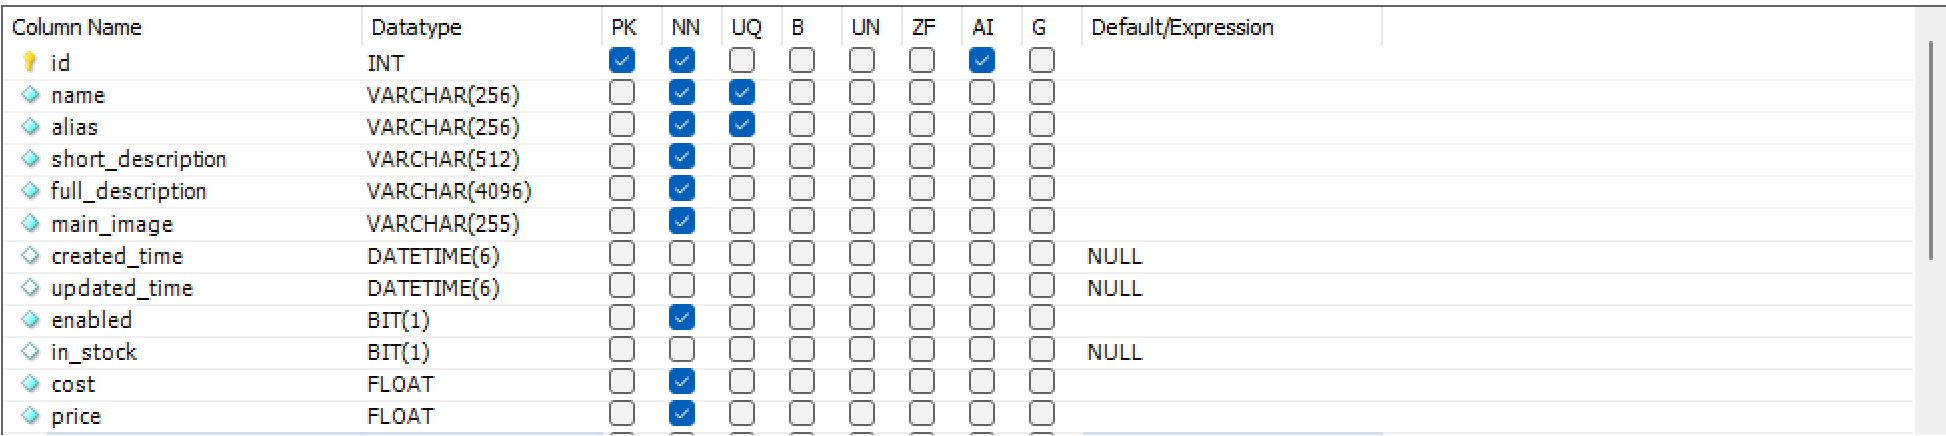 Column Name Datatype PK NN UQ B UN ZF AI G Default/Expression
id INT
name VARCHAR(256)
alias VARCHAR(256)
short_description VARCHAR(512)
full_description VARCHAR(4096)
main_image VARCHAR(255)
created_time DATETIME(6) NULL
updated_time DATETIME(6) NULL
enabled BIT(1)
in_stock BIT(1) NULL
cost FLOAT
price FLOAT